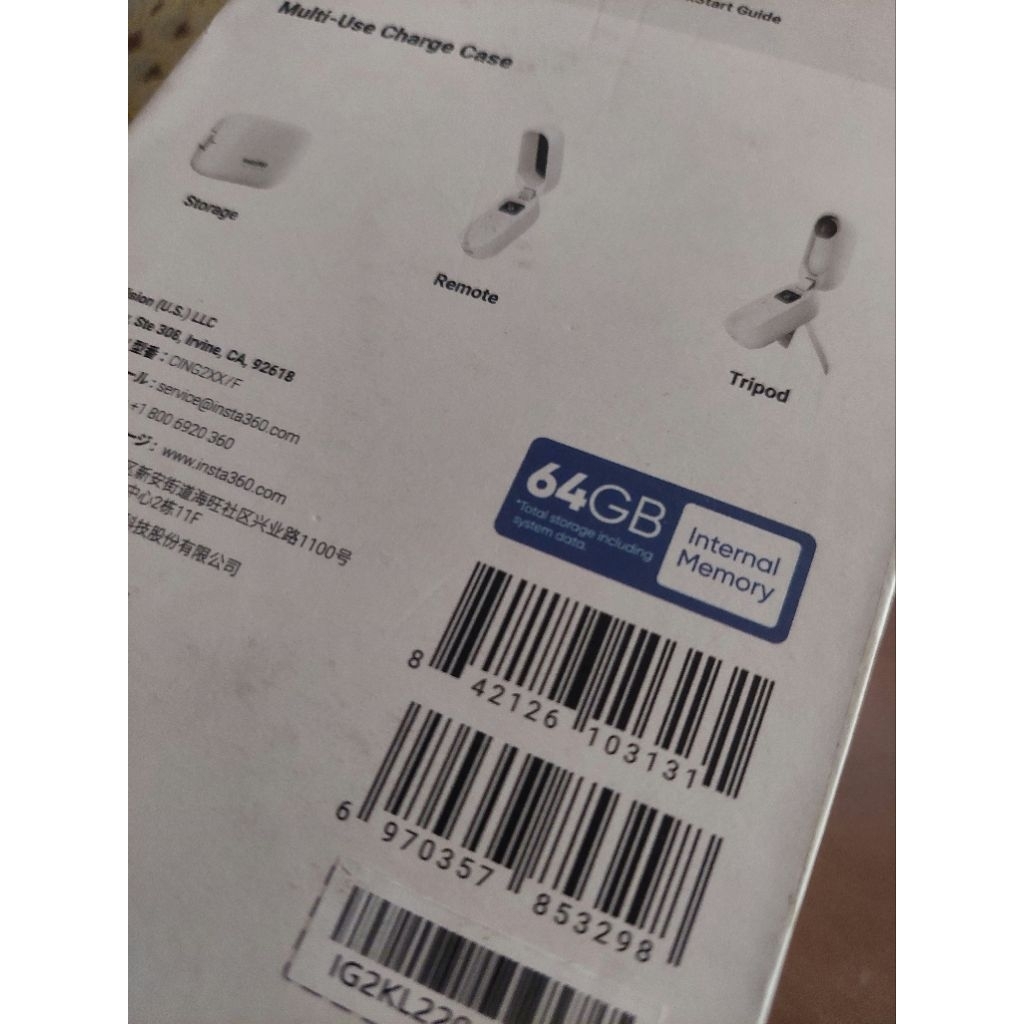 Start Guide
Multi-Use Charge Case
Storage
Remote
Tripod
(U.S.) LLC
Ste 308, Irvine, CA, 92618
型番：CING2XX/F
ール：service@insta360.com
+1 800 6920 360
ージ：www.insta360.com
区新安街道海旺社区兴业路1100号
中心2栋11F
科技股份有限公司
64GB
*Total storage including
system data.
Internal
Memory
8 42126 103131
6 970357 853298
IG2KL22